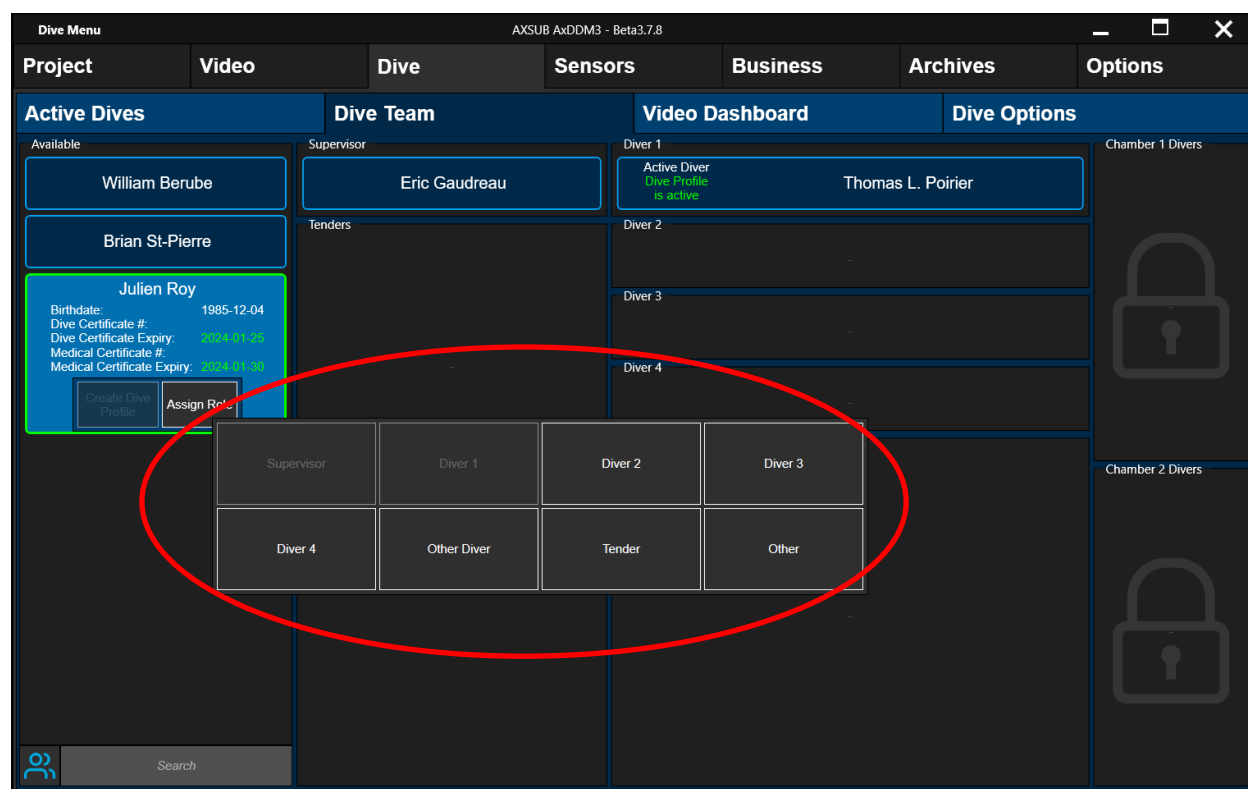 Dive Menu
AXSUB AxDDM3 - Beta3.7.8
Project
Video
Dive
Sensors
Business
Archives
Options
Active Dives
Dive Team
Video Dashboard
Dive Options
Available
William Berube
Brian St-Pierre
Julien Roy
Birthdate: 1985-12-04
Dive Certificate #:
Dive Certificate Expiry: 2024-01-25
Medical Certificate #:
Medical Certificate Expiry: 2024-01-30
Create Dive
Profile
Assign Role
Search
Supervisor
Eric Gaudreau
Tenders
-
Diver 1
Active Diver
Dive Profile
is active
Thomas L. Poirier
Diver 2
-
Diver 3
-
Diver 4
-
-
Chamber 1 Divers
-
Chamber 2 Divers
-
Supervisor
Diver 1
Diver 2
Diver 3
Diver 4
Other Diver
Tender
Other